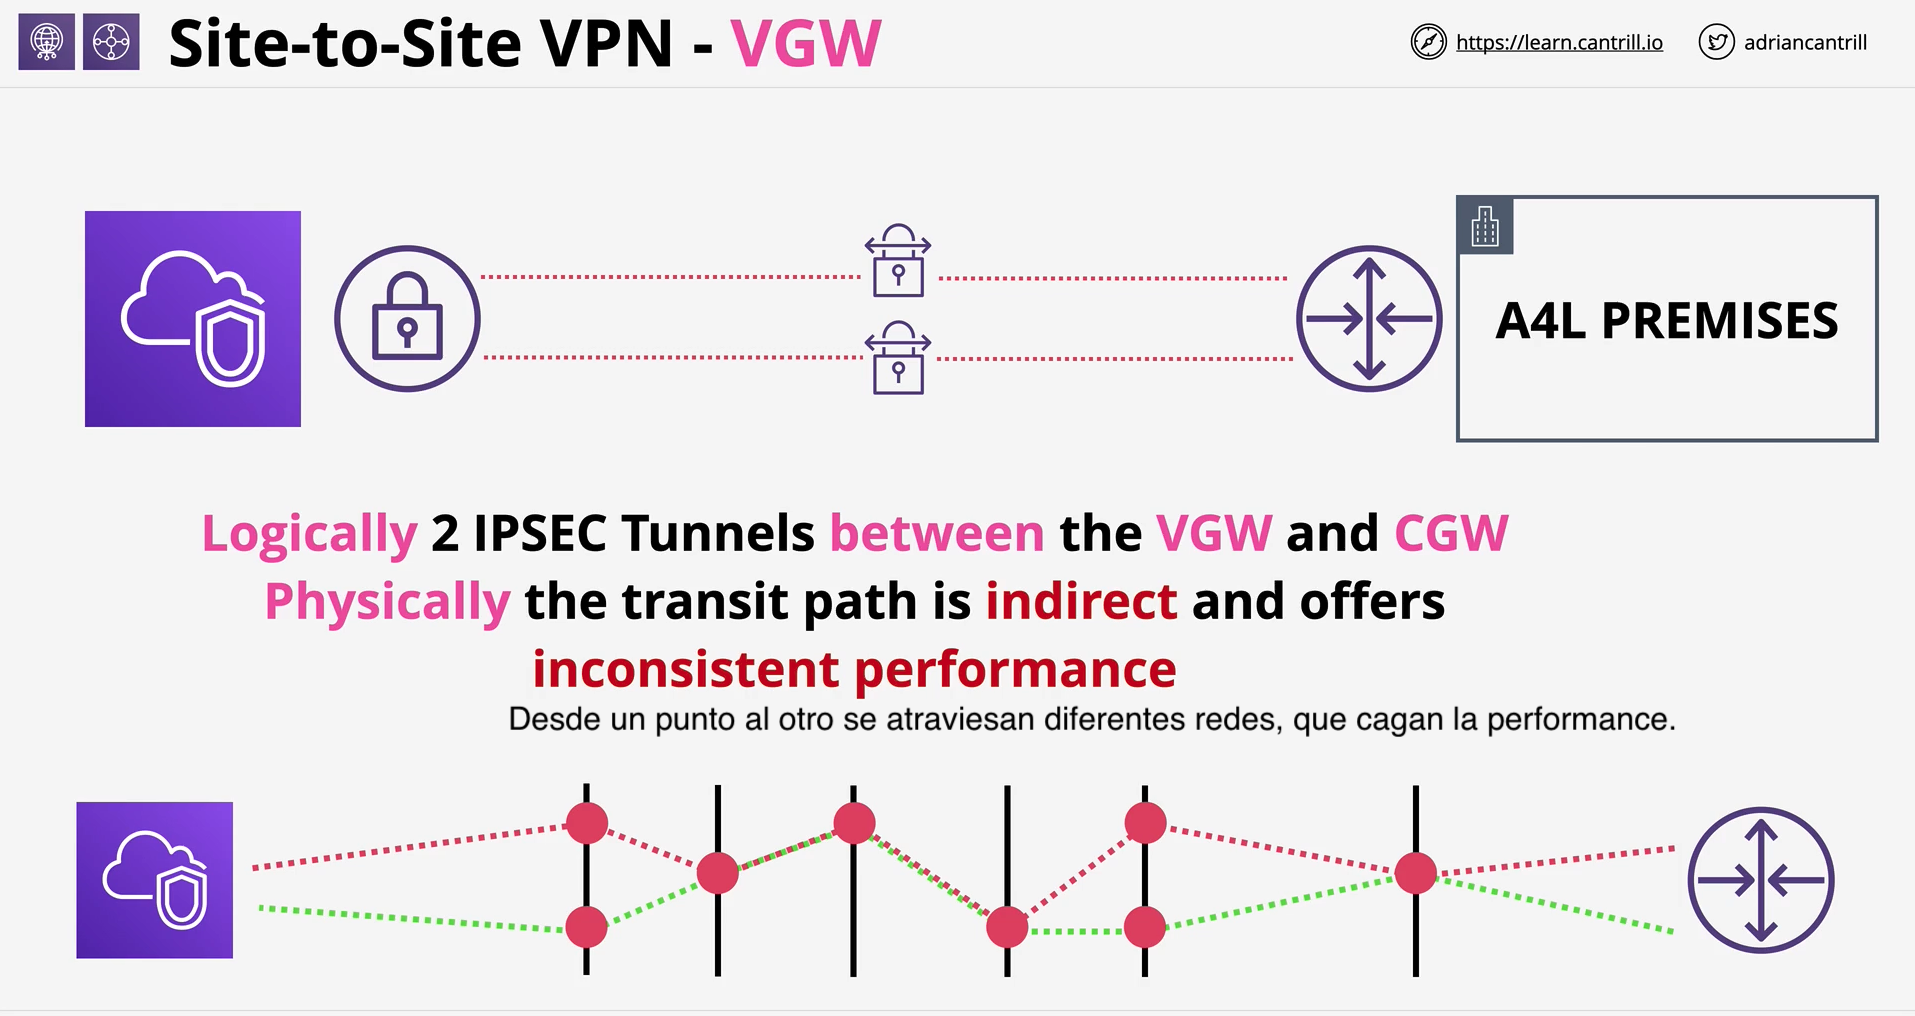 Site-to-Site VPN - VGW
https://learn.cantrill.io
adriancantrill
A4L PREMISES
Logically 2 IPSEC Tunnels between the VGW and CGW
Physically the transit path is indirect and offers
inconsistent performance
Desde un punto al otro se atraviesan diferentes redes, que cagan la performance.